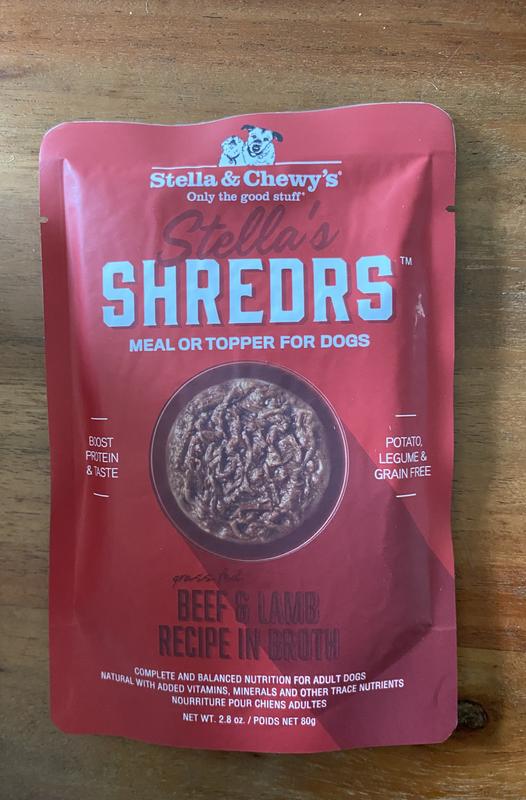 Stella & Chewy's®
Only the good stuff®
Stella's
SHREDRS™
MEAL OR TOPPER FOR DOGS
BOOST
PROTEIN
& TASTE
POTATO,
LEGUME &
GRAIN FREE
grass fed
BEEF & LAMB
RECIPE IN BROTH
COMPLETE AND BALANCED NUTRITION FOR ADULT DOGS
NATURAL WITH ADDED VITAMINS, MINERALS AND OTHER TRACE NUTRIENTS
NOURRITURE POUR CHIENS ADULTES
NET WT. 2.8 oz. / POIDS NET 80g